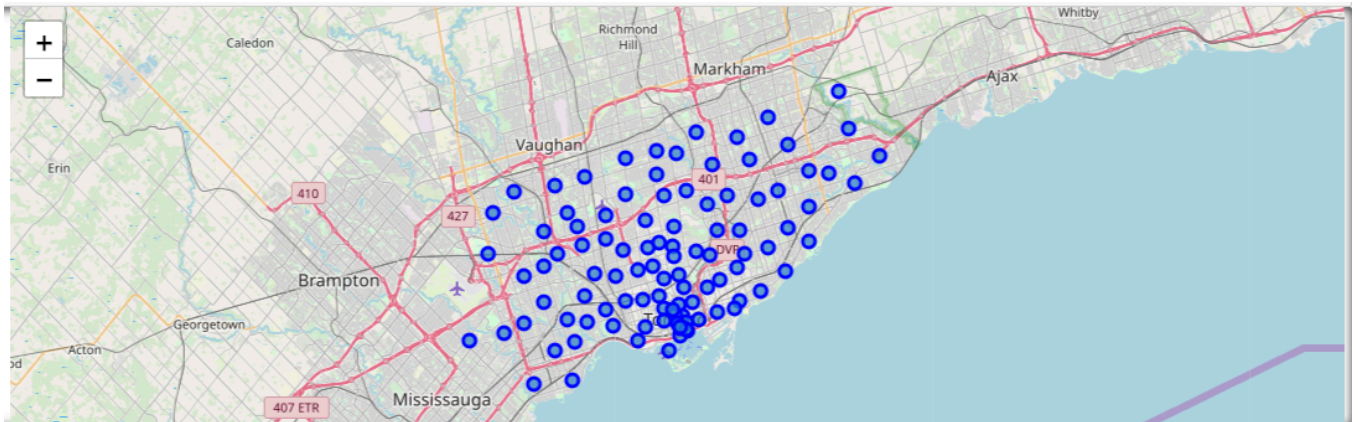 +
−
Caledon
Richmond
Hill
Whitby
Markham
Ajax
Vaughan
Erin
401
410
427
DVP
Brampton
Georgetown
Acton
Mississauga
407 ETR